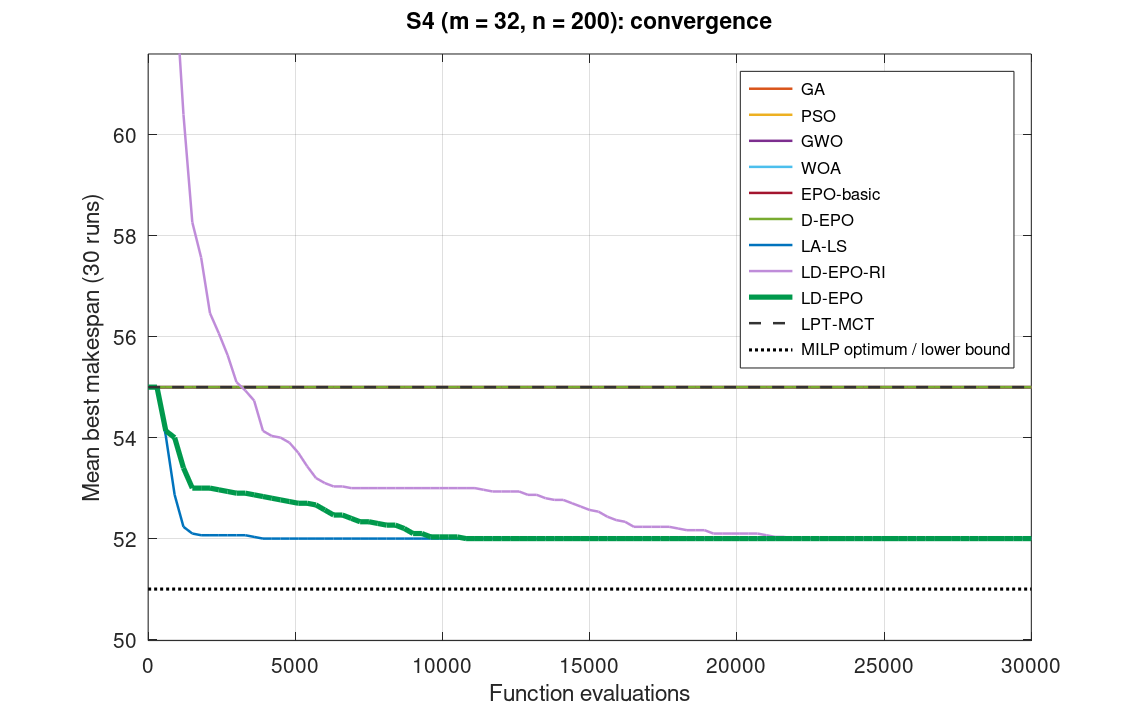 S4 (m = 32, n = 200): convergence
GA
PSO
GWO
WOA
EPO-basic
D-EPO
LA-LS
LD-EPO-RI
LD-EPO
LPT-MCT
MILP optimum / lower bound
Mean best makespan (30 runs)
60
58
56
54
52
50
0 5000 10000 15000 20000 25000 30000
Function evaluations